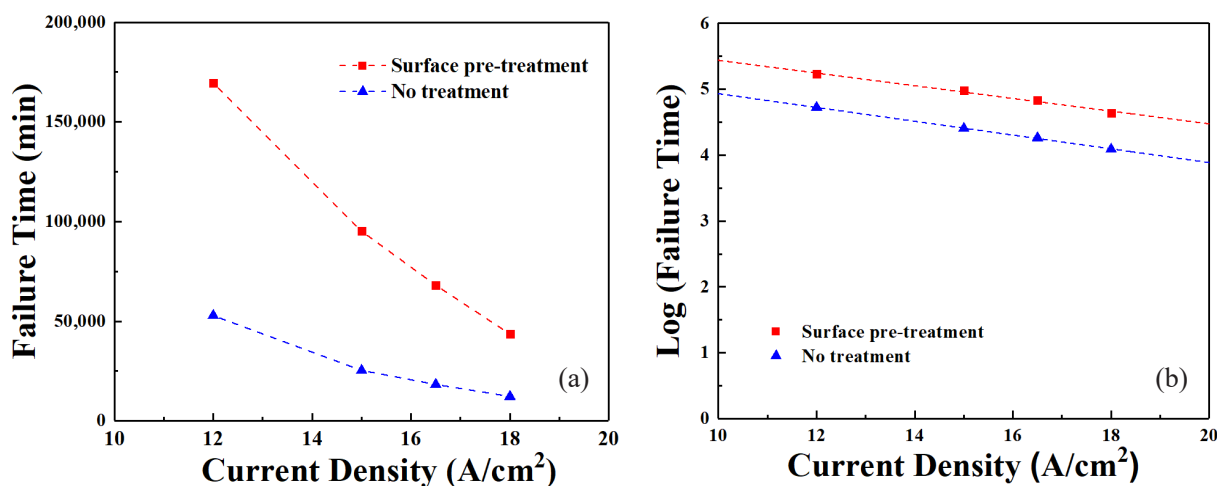 200,000
150,000
100,000
50,000
0
10 12 14 16 18 20
Failure Time (min)
Current Density (A/cm²)
Surface pre-treatment
No treatment
(a)
6
5
4
3
2
1
0
10 12 14 16 18 20
Log (Failure Time)
Current Density (A/cm²)
Surface pre-treatment
No treatment
(b)